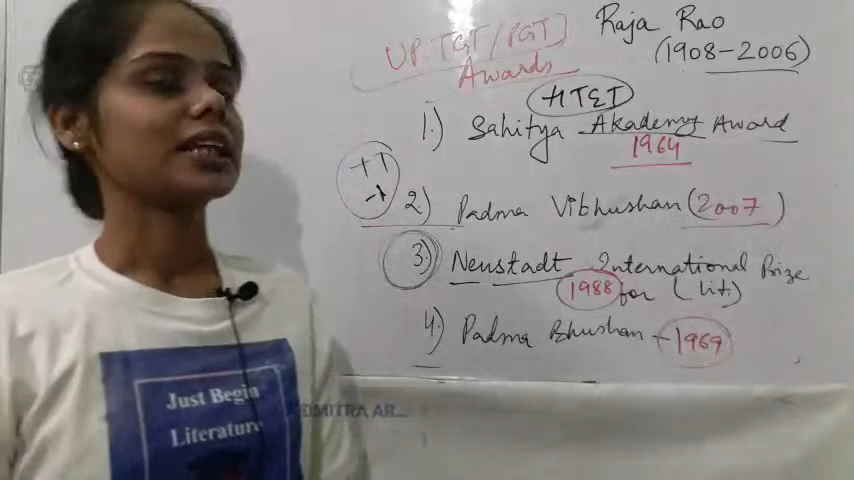 Raja Rao
UP TGT/PGT
(1908-2006)
Awards
HTET
1.) Sahitya Akademy Award
1964
+1
2) Padma Vibhushan (2007)
3.) Neustadt International Prize
1988 for (lit.)
4.) Padma Bhushan - 1969
Just Begin
Literature